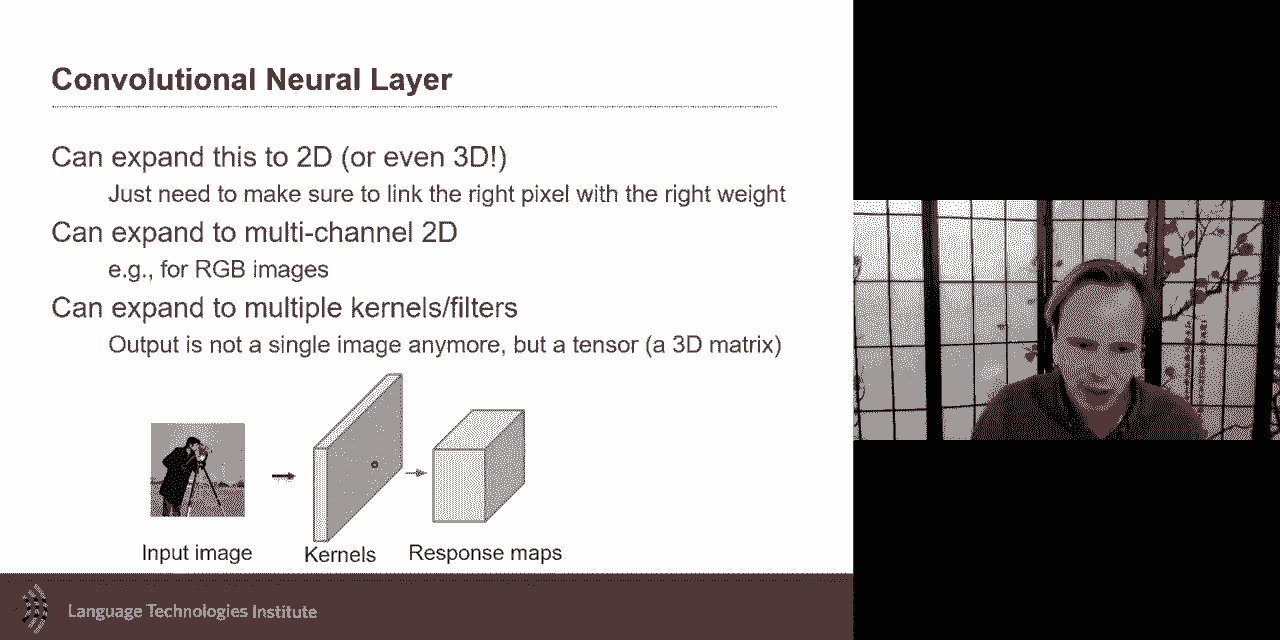 Convolutional Neural Layer
Can expand this to 2D (or even 3D!)
Just need to make sure to link the right pixel with the right weight
Can expand to multi-channel 2D
e.g., for RGB images
Can expand to multiple kernels/filters
Output is not a single image anymore, but a tensor (a 3D matrix)
Input image
Kernels
Response maps
Language Technologies Institute